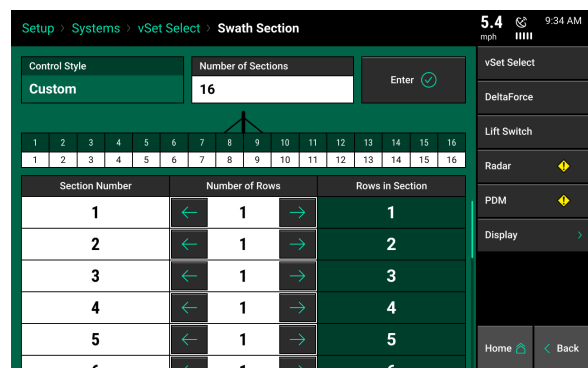 Setup > Systems > vSet Select > Swath Section
5.4 mph
9:34 AM
Control Style
Custom
Number of Sections
16
Enter
1 2 3 4 5 6 7 8 9 10 11 12 13 14 15 16
1 2 3 4 5 6 7 8 9 10 11 12 13 14 15 16
Section Number Number of Rows Rows in Section
1 ← 1 → 1
2 ← 1 → 2
3 ← 1 → 3
4 ← 1 → 4
5 ← 1 → 5
vSet Select
DeltaForce
Lift Switch
Radar
PDM
Display >
Home
< Back